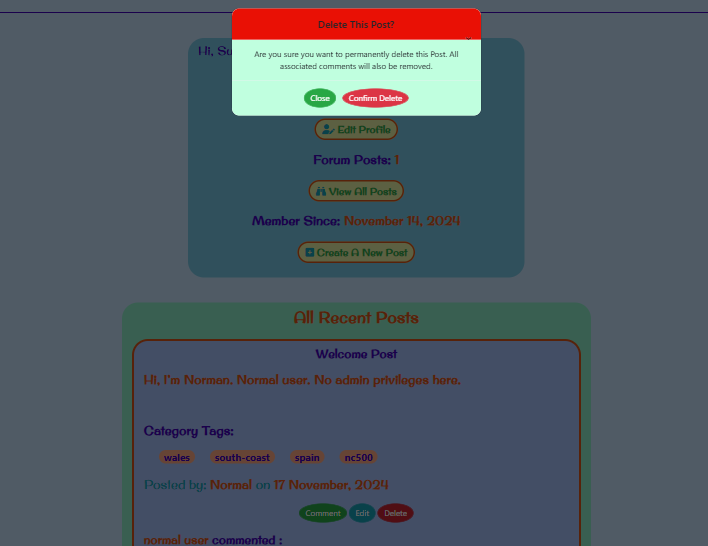 Delete This Post?
Hi, Su
Are you sure you want to permanently delete this Post. All
associated comments will also be removed.
Close Confirm Delete
Edit Profile
Forum Posts: 1
View All Posts
Member Since: November 14, 2024
Create A New Post
All Recent Posts
Welcome Post
Hi, I'm Norman. Normal user. No admin privileges here.
Category Tags:
wales south-coast spain nc500
Posted by: Normal on 17 November, 2024
Comment Edit Delete
normal user commented :